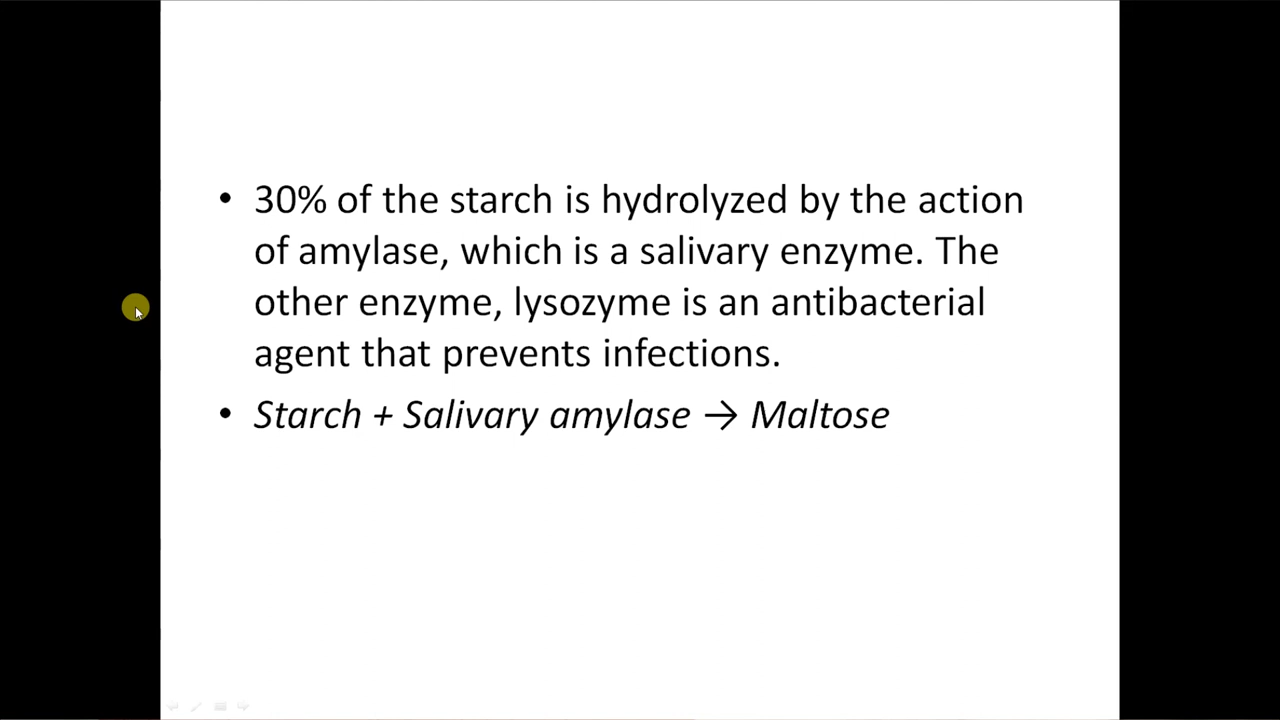 • 30% of the starch is hydrolyzed by the action
of amylase, which is a salivary enzyme. The
other enzyme, lysozyme is an antibacterial
agent that prevents infections.
• Starch + Salivary amylase → Maltose